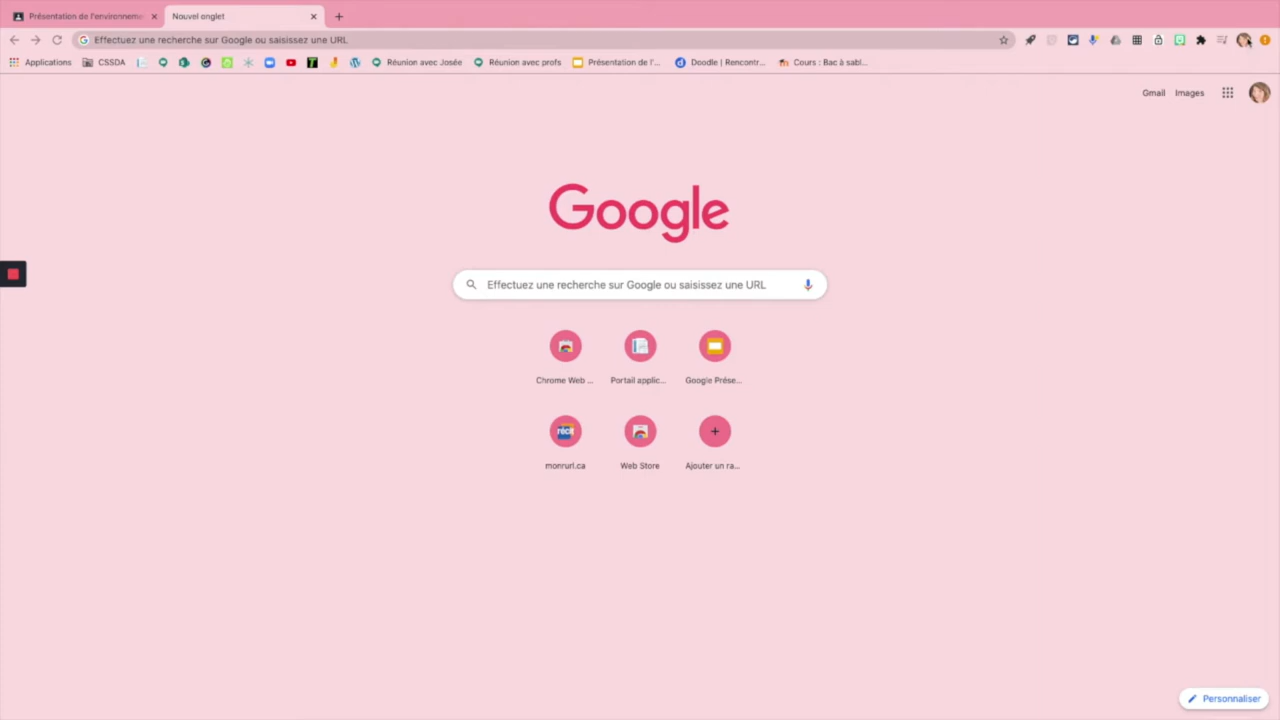 Présentation de l'environneme
Nouvel onglet
Effectuez une recherche sur Google ou saisissez une URL
Applications
CSSDA
Réunion avec Josée
Réunion avec profs
Présentation de l'...
Doodle | Rencontr...
Cours : Bac à sabl...
Gmail
Images
Google
Effectuez une recherche sur Google ou saisissez une URL
Chrome Web ...
Portail applic...
Google Prése...
récit
monrurl.ca
Web Store
Ajouter un ra...
Personnaliser